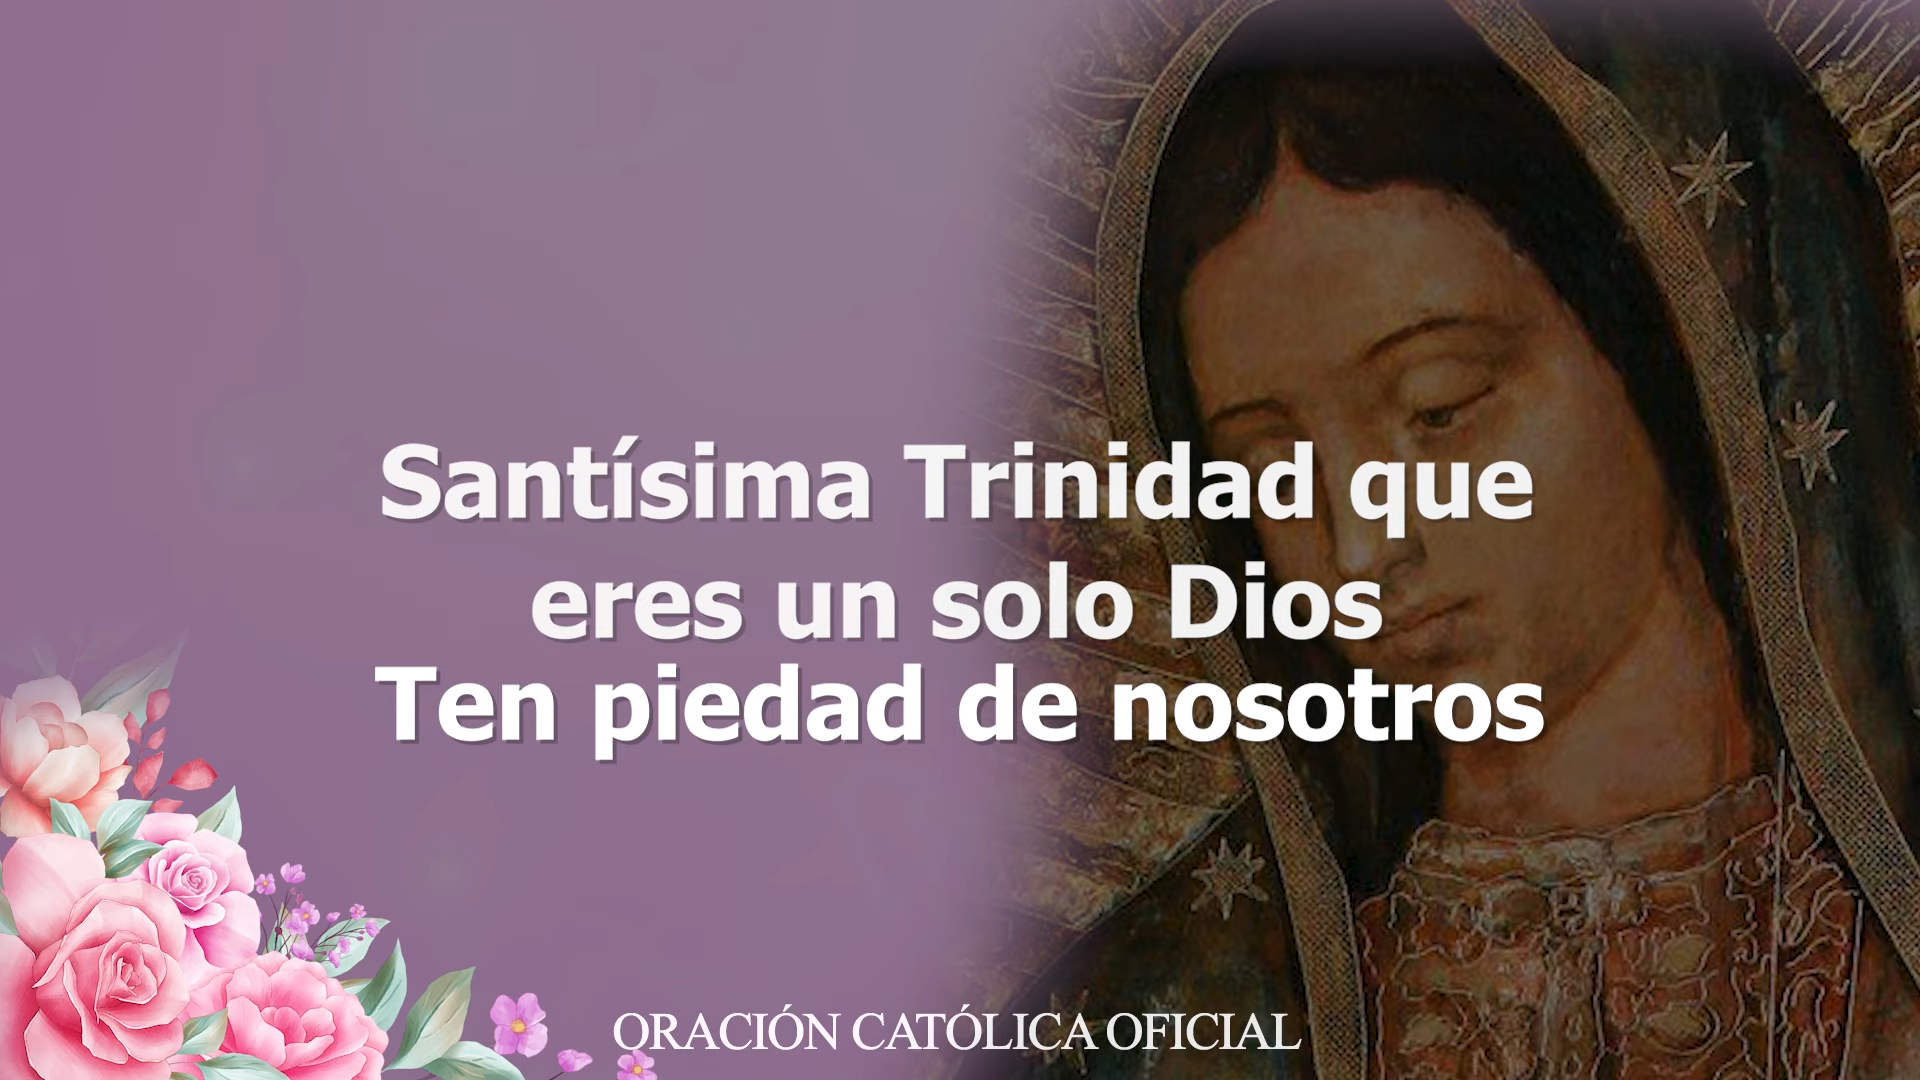 Santísima Trinidad que
eres un solo Dios
Ten piedad de nosotros
ORACIÓN CATÓLICA OFICIAL